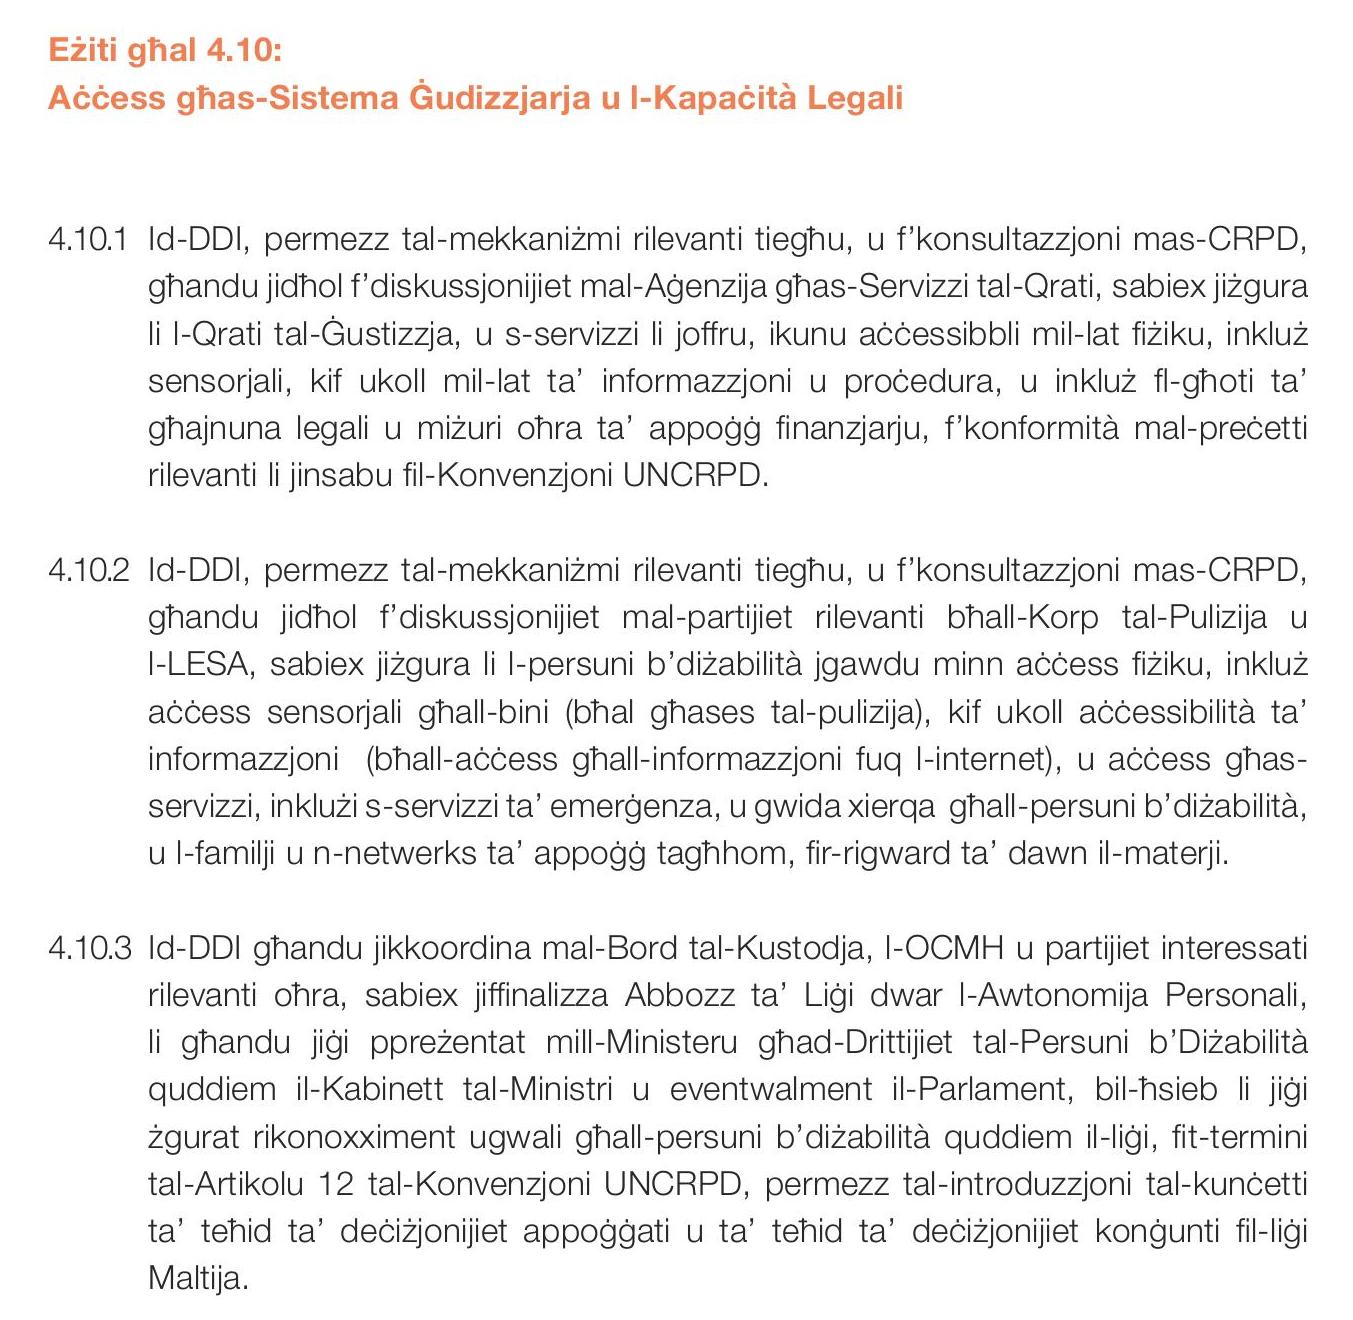 Eżiti għal 4.10:
Aċċess għas-Sistema Ġudizzjarja u l-Kapaċità Legali
4.10.1 Id-DDI, permezz tal-mekkaniżmi rilevanti tiegħu, u f’konsultazzjoni mas-CRPD,
għandu jidħol f’diskussjonijiet mal-Aġenzija għas-Servizzi tal-Qrati, sabiex jiżgura
li l-Qrati tal-Ġustizzja, u s-servizzi li joffru, ikunu aċċessibbli mil-lat fiżiku, inkluż
sensorjali, kif ukoll mil-lat ta’ informazzjoni u proċedura, u inkluż fl-għoti ta’
għajnuna legali u miżuri oħra ta’ appoġġ finanzjarju, f’konformità mal-preċetti
rilevanti li jinsabu fil-Konvenzjoni UNCRPD.
4.10.2 Id-DDI, permezz tal-mekkaniżmi rilevanti tiegħu, u f’konsultazzjoni mas-CRPD,
għandu jidħol f’diskussjonijiet mal-partijiet rilevanti bħall-Korp tal-Pulizija u
l-LESA, sabiex jiżgura li l-persuni b’diżabilità jgawdu minn aċċess fiżiku, inkluż
aċċess sensorjali għall-bini (bħal għases tal-pulizija), kif ukoll aċċessibilità ta’
informazzjoni (bħall-aċċess għall-informazzjoni fuq l-internet), u aċċess għas-
servizzi, inklużi s-servizzi ta’ emerġenza, u gwida xierqa għall-persuni b’diżabilità,
u l-familji u n-netwerks ta’ appoġġ tagħhom, fir-rigward ta’ dawn il-materji.
4.10.3 Id-DDI għandu jikkoordina mal-Bord tal-Kustodja, l-OCMH u partijiet interessati
rilevanti oħra, sabiex jiffinalizza Abbozz ta’ Liġi dwar l-Awtonomija Personali,
li għandu jiġi ppreżentat mill-Ministeru għad-Drittijiet tal-Persuni b’Diżabilità
quddiem il-Kabinett tal-Ministri u eventwalment il-Parlament, bil-ħsieb li jiġi
żgurat rikonoxximent ugwali għall-persuni b’diżabilità quddiem il-liġi, fit-termini
tal-Artikolu 12 tal-Konvenzjoni UNCRPD, permezz tal-introduzzjoni tal-kunċetti
ta’ teħid ta’ deċiżjonijiet appoġġati u ta’ teħid ta’ deċiżjonijiet konġunti fil-liġi
Maltija.